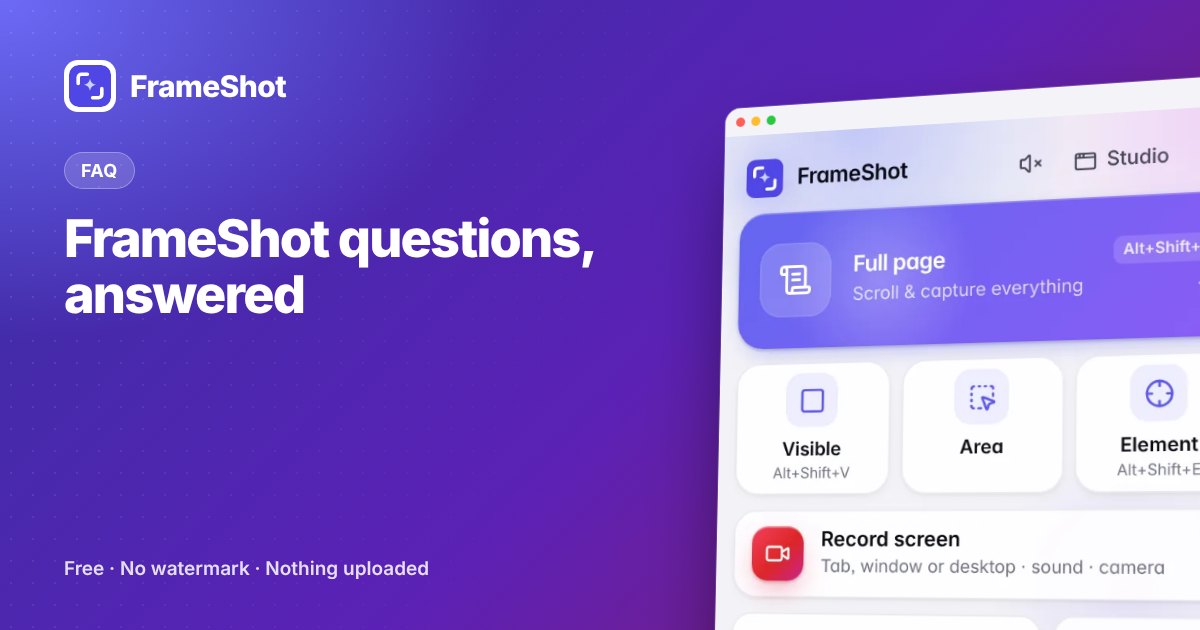 FrameShot
FAQ
FrameShot questions,
answered
Free · No watermark · Nothing uploaded
FrameShot
Studio
Full page
Alt+Shift+
Scroll & capture everything
Visible
Alt+Shift+V
Area
Element
Alt+Shift+E
Record screen
Tab, window or desktop · sound · camera